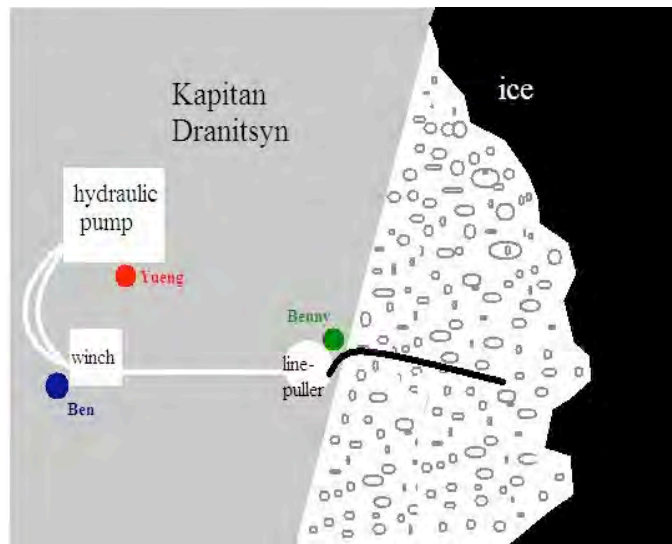 Kapitan
Dranitsyn
ice
hydraulic
pump
Yueng
Benny
winch
line-
puller
Ben